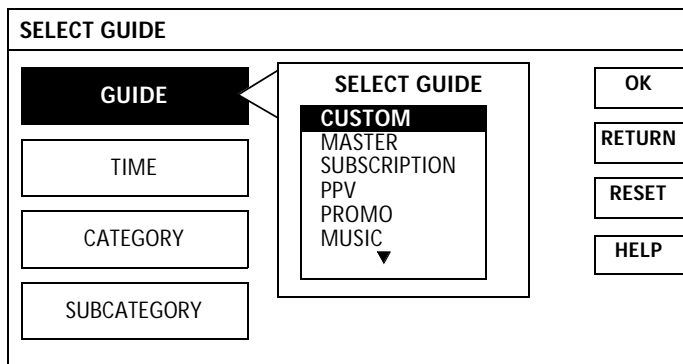 SELECT GUIDE
GUIDE
TIME
CATEGORY
SUBCATEGORY
SELECT GUIDE
CUSTOM
MASTER
SUBSCRIPTION
PPV
PROMO
MUSIC
OK
RETURN
RESET
HELP